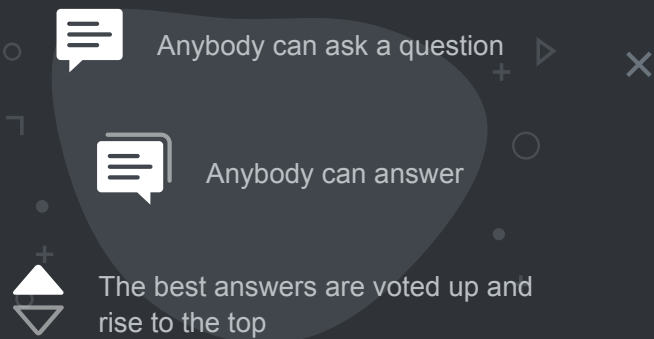 Anybody can ask a question
Anybody can answer
The best answers are voted up and
rise to the top